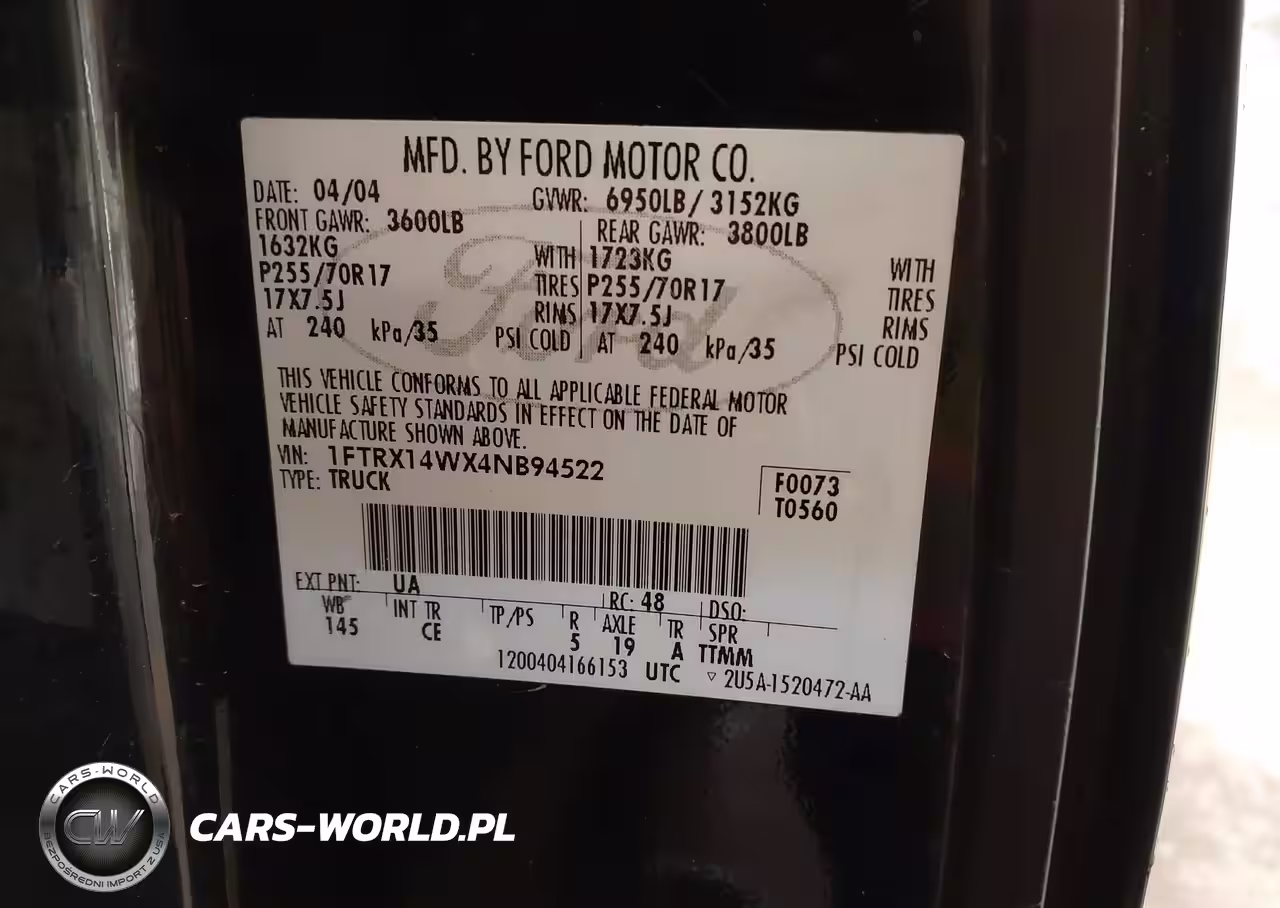 MFD. BY FORD MOTOR CO.
DATE: 04/04 GVWR: 6950LB/ 3152KG
FRONT GAWR: 3600LB REAR GAWR: 3800LB
1632KG WITH 1723KG WITH
P255/70R17 TIRES P255/70R17 TIRES
17X7.5J RIMS 17X7.5J RIMS
AT 240 kPa/35 PSI COLD AT 240 kPa/35 PSI COLD
Ford
THIS VEHICLE CONFORMS TO ALL APPLICABLE FEDERAL MOTOR
VEHICLE SAFETY STANDARDS IN EFFECT ON THE DATE OF
MANUFACTURE SHOWN ABOVE.
VIN: 1FTRX14WX4NB94522
TYPE: TRUCK
F0073
T0560
EXT PNT: UA RC: 48 DSO:
WB INT TR TP/PS R AXLE TR SPR
145 CE 5 19 A TTMM
1200404166153 UTC ▽ 2U5A-1520472-AA
CARS-WORLD
CW
BEZPOŚREDNI IMPORT Z USA
CARS-WORLD.PL